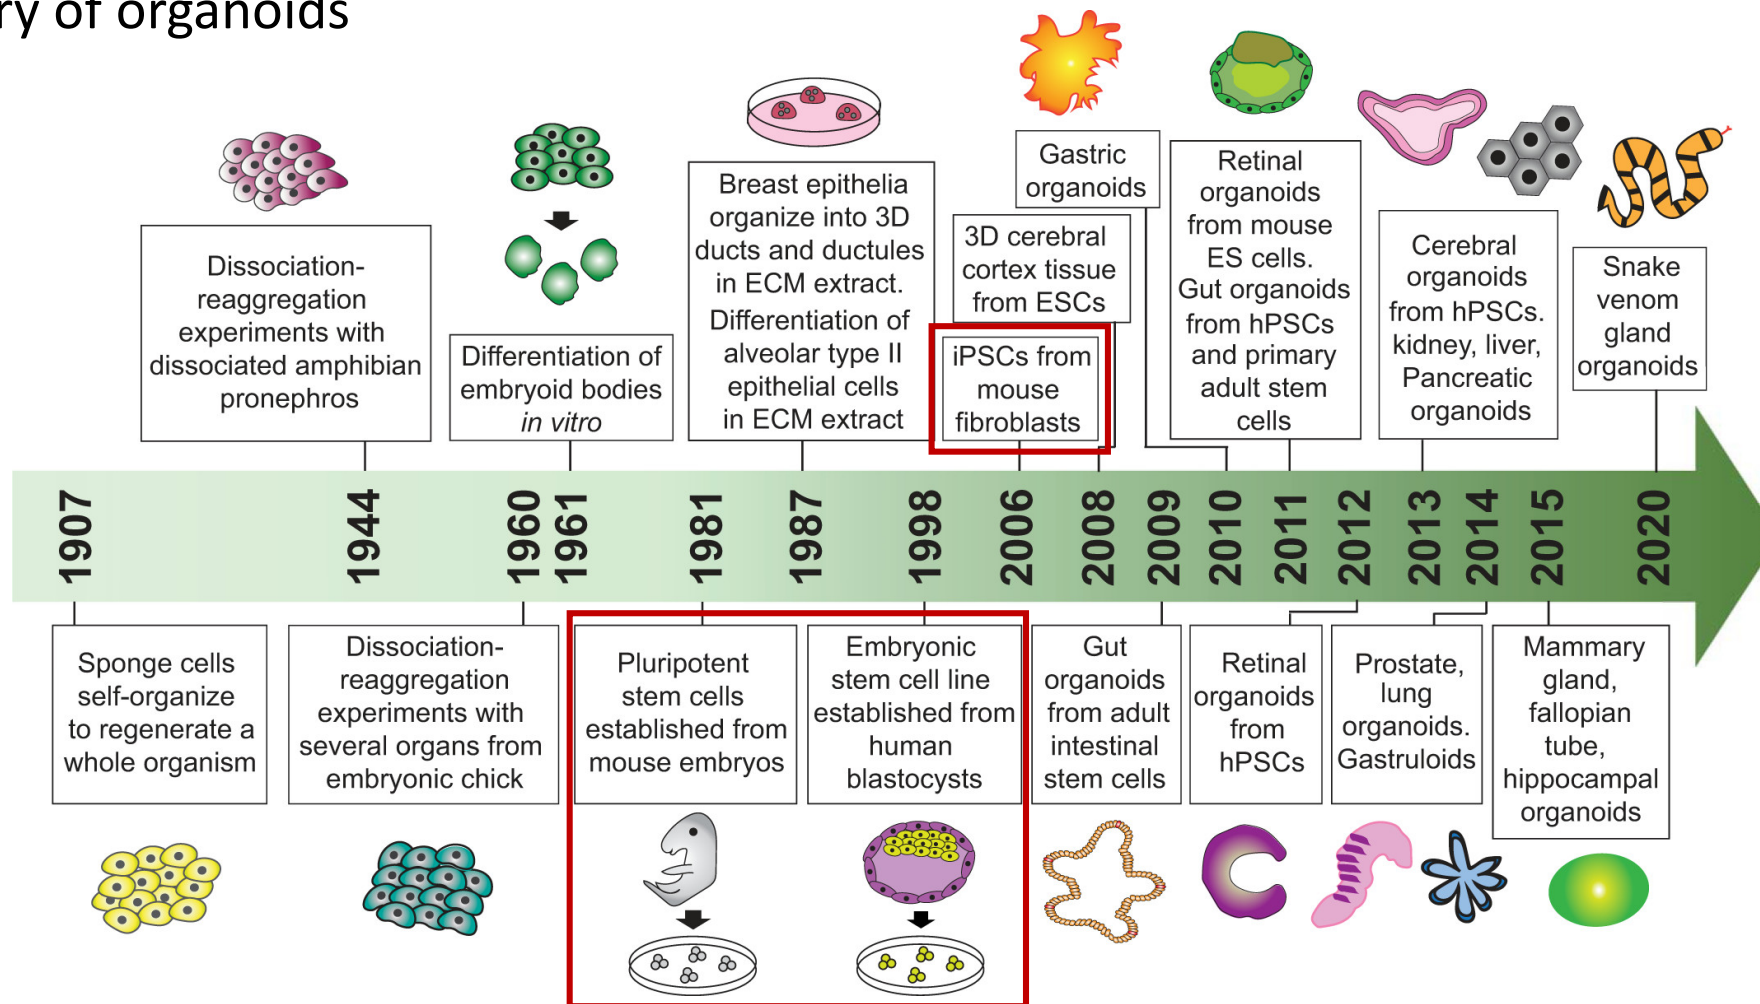 ry of organoids
Dissociation-
reaggregation
experiments with
dissociated amphibian
pronephros
Differentiation of
embryoid bodies
in vitro
Breast epithelia
organize into 3D
ducts and ductules
in ECM extract.
Differentiation of
alveolar type II
epithelial cells
in ECM extract
Gastric
organoids
3D cerebral
cortex tissue
from ESCs
iPSCs from
mouse
fibroblasts
Retinal
organoids
from mouse
ES cells.
Gut organoids
from hPSCs
and primary
adult stem
cells
Cerebral
organoids
from hPSCs.
kidney, liver,
Pancreatic
organoids
Snake
venom
gland
organoids
1907
1944
1960
1961
1981
1987
1998
2006
2008
2009
2010
2011
2012
2013
2014
2015
2020
Sponge cells
self-organize
to regenerate a
whole organism
Dissociation-
reaggregation
experiments with
several organs from
embryonic chick
Pluripotent
stem cells
established from
mouse embryos
Embryonic
stem cell line
established from
human
blastocysts
Gut
organoids
from adult
intestinal
stem cells
Retinal
organoids
from
hPSCs
Prostate,
lung
organoids.
Gastruloids
Mammary
gland,
fallopian
tube,
hippocampal
organoids